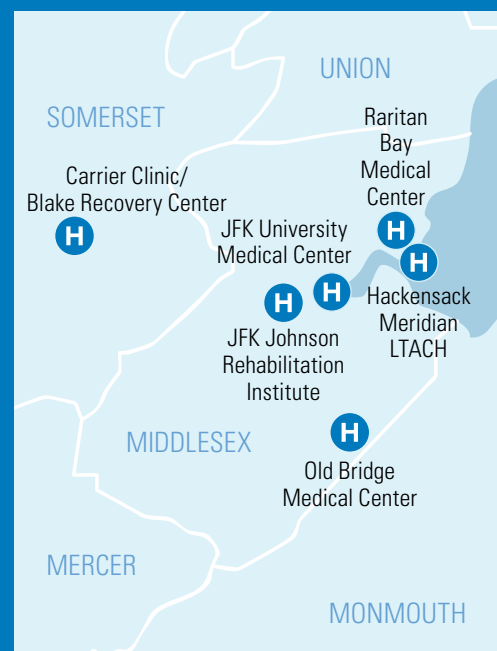 UNION
SOMERSET
Raritan
Bay
Medical
Center
H
Carrier Clinic/
Blake Recovery Center
H
JFK University
Medical Center
H
H
Hackensack
Meridian
LTACH
H
JFK Johnson
Rehabilitation
Institute
MIDDLESEX
H
Old Bridge
Medical Center
MERCER
MONMOUTH